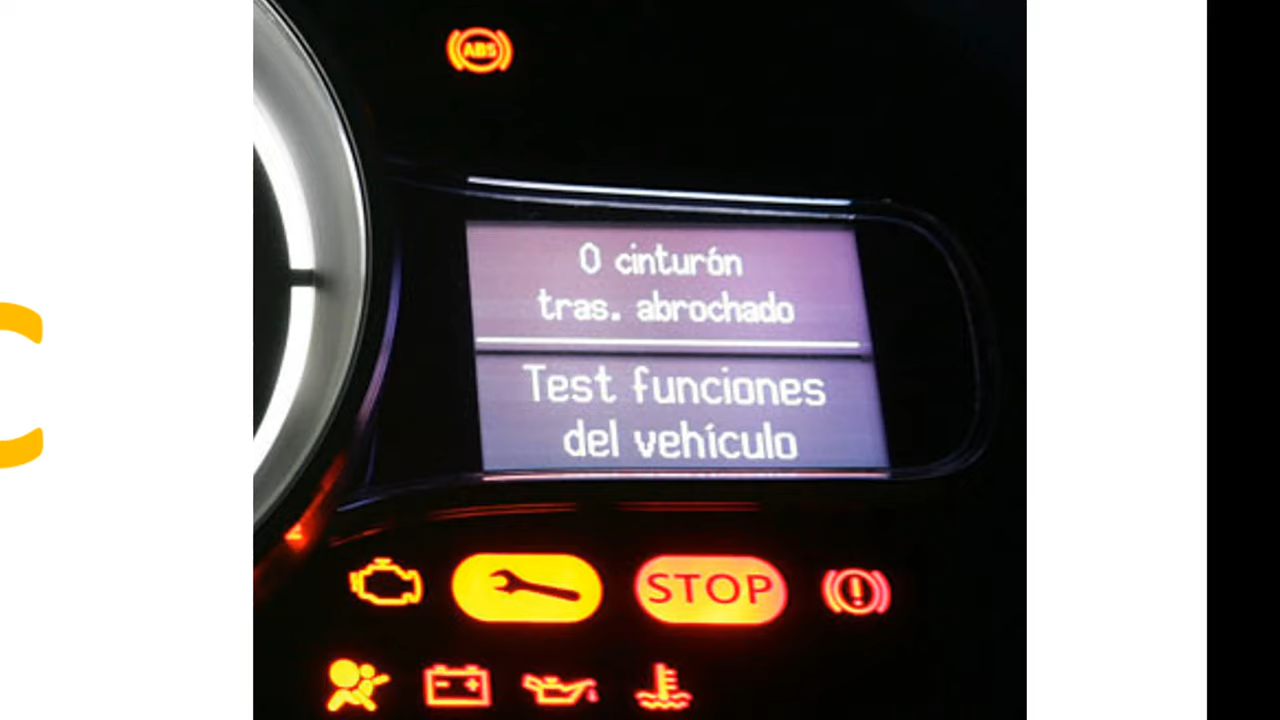 ABS
0 cinturón
tras. abrochado
Test funciones
del vehículo
STOP